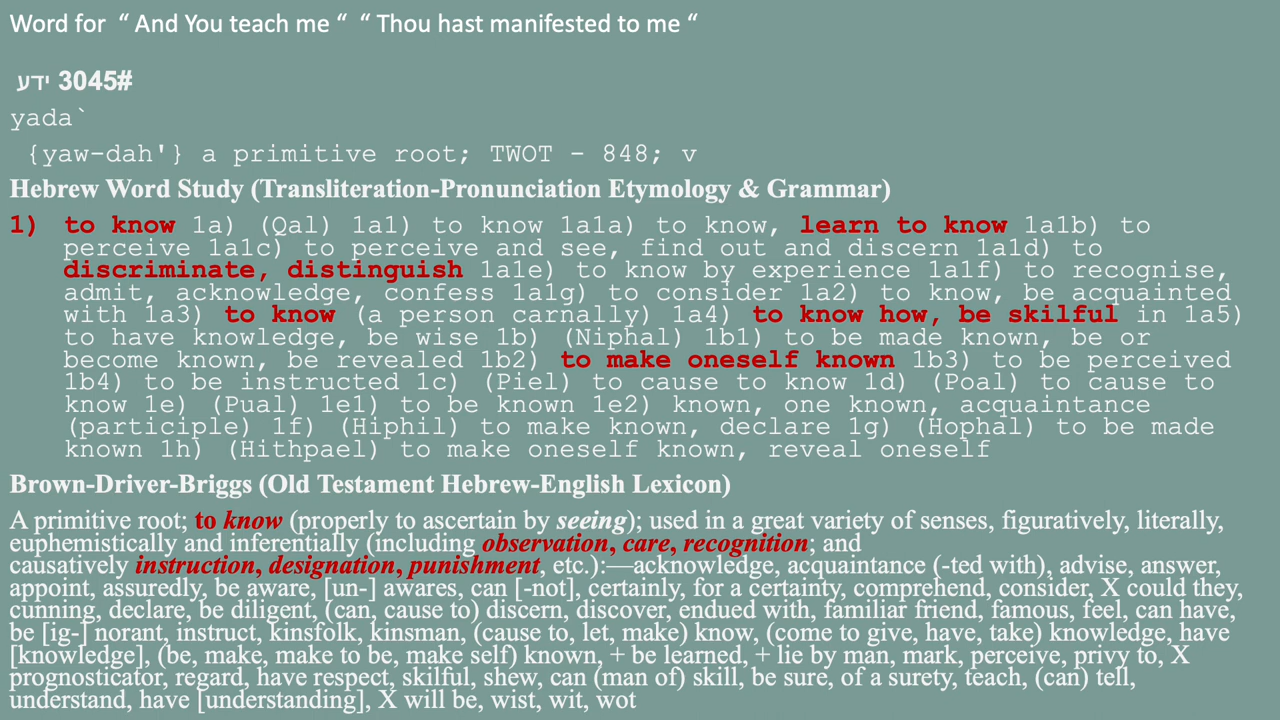 Word for “ And You teach me “ “ Thou hast manifested to me “
ידע 3045#
yada`
{yaw-dah'} a primitive root; TWOT - 848; v
Hebrew Word Study (Transliteration-Pronunciation Etymology & Grammar)
1) to know 1a) (Qal) 1a1) to know 1a1a) to know, learn to know 1a1b) to
perceive 1a1c) to perceive and see, find out and discern 1a1d) to
discriminate, distinguish 1a1e) to know by experience 1a1f) to recognise,
admit, acknowledge, confess 1a1g) to consider 1a2) to know, be acquainted
with 1a3) to know (a person carnally) 1a4) to know how, be skilful in 1a5)
to have knowledge, be wise 1b) (Niphal) 1b1) to be made known, be or
become known, be revealed 1b2) to make oneself known 1b3) to be perceived
1b4) to be instructed 1c) (Piel) to cause to know 1d) (Poal) to cause to
know 1e) (Pual) 1e1) to be known 1e2) known, one known, acquaintance
(participle) 1f) (Hiphil) to make known, declare 1g) (Hophal) to be made
known 1h) (Hithpael) to make oneself known, reveal oneself
Brown-Driver-Briggs (Old Testament Hebrew-English Lexicon)
A primitive root; to know (properly to ascertain by seeing); used in a great variety of senses, figuratively, literally,
euphemistically and inferentially (including observation, care, recognition; and
causatively instruction, designation, punishment, etc.):—acknowledge, acquaintance (-ted with), advise, answer,
appoint, assuredly, be aware, [un-] awares, can [-not], certainly, for a certainty, comprehend, consider, X could they,
cunning, declare, be diligent, (can, cause to) discern, discover, endued with, familiar friend, famous, feel, can have,
be [ig-] norant, instruct, kinsfolk, kinsman, (cause to, let, make) know, (come to give, have, take) knowledge, have
[knowledge], (be, make, make to be, make self) known, + be learned, + lie by man, mark, perceive, privy to, X
prognosticator, regard, have respect, skilful, shew, can (man of) skill, be sure, of a surety, teach, (can) tell,
understand, have [understanding], X will be, wist, wit, wot